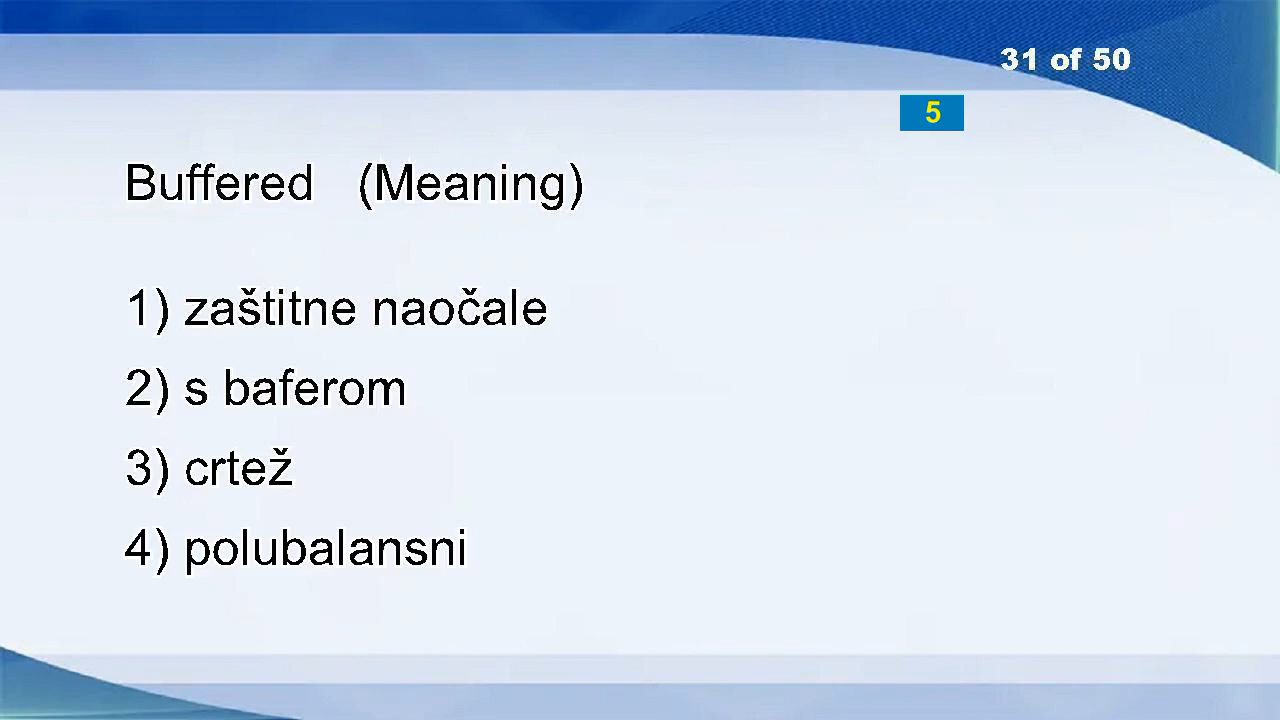 31 of 50
5
Buffered (Meaning)
1) zaštitne naočale
2) s baferom
3) crtež
4) polubalansni